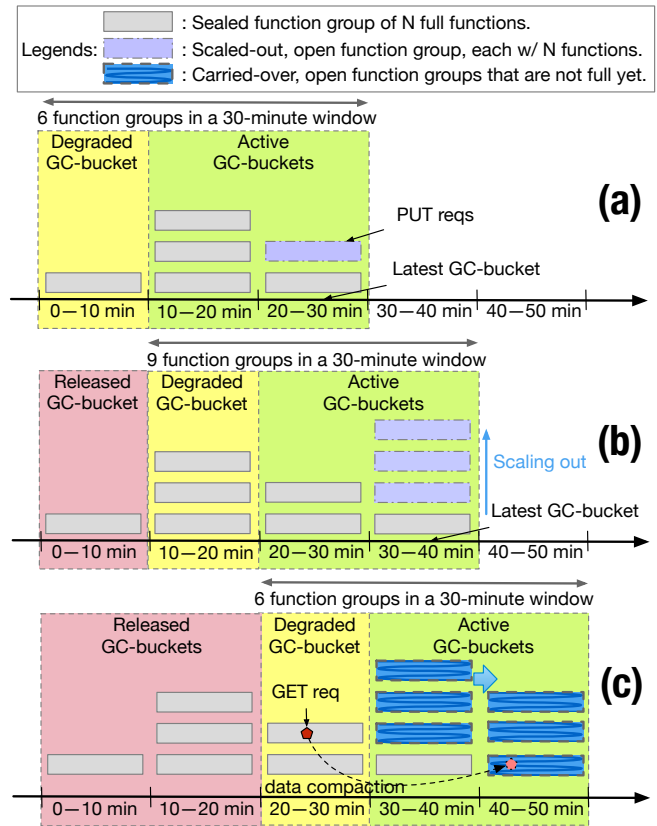 : Sealed function group of N full functions.
Legends: : Scaled-out, open function group, each w/ N functions.
: Carried-over, open function groups that are not full yet.
6 function groups in a 30-minute window
Degraded GC-bucket
Active GC-buckets
(a)
PUT reqs
Latest GC-bucket
0—10 min 10—20 min 20—30 min 30—40 min 40—50 min
9 function groups in a 30-minute window
Released GC-bucket
Degraded GC-bucket
Active GC-buckets
(b)
Scaling out
Latest GC-bucket
0—10 min 10—20 min 20—30 min 30—40 min 40—50 min
6 function groups in a 30-minute window
Released GC-buckets
Degraded GC-bucket
Active GC-buckets
(c)
GET req
data compaction
0—10 min 10—20 min 20—30 min 30—40 min 40—50 min